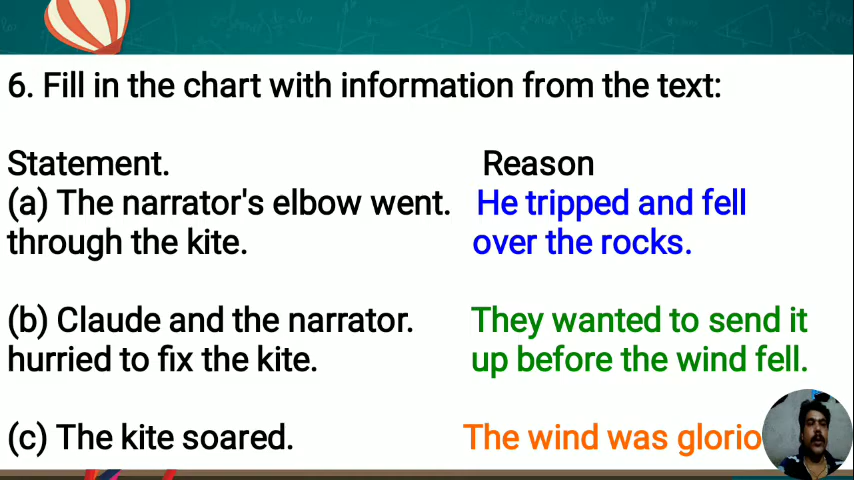 6. Fill in the chart with information from the text:
Statement. Reason
(a) The narrator's elbow went. He tripped and fell
through the kite. over the rocks.
(b) Claude and the narrator. They wanted to send it
hurried to fix the kite. up before the wind fell.
(c) The kite soared. The wind was